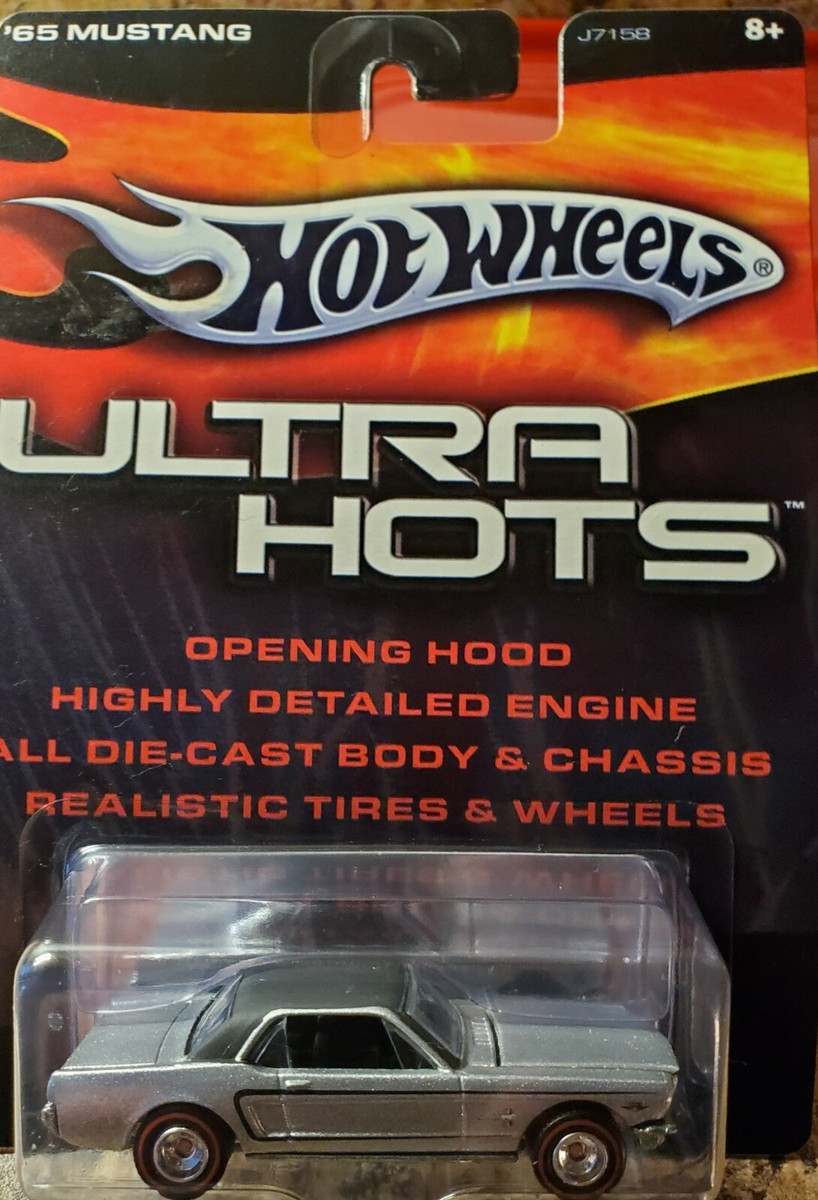 '65 MUSTANG
J7158
8+
HOT WHEELS®
ULTRA
HOTS™
OPENING HOOD
HIGHLY DETAILED ENGINE
ALL DIE-CAST BODY & CHASSIS
REALISTIC TIRES & WHEELS